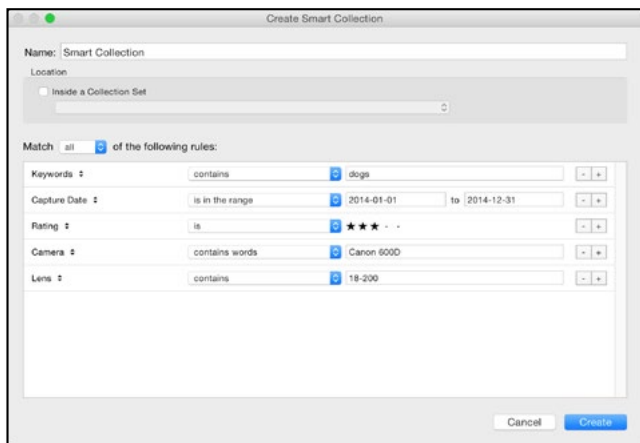 Create Smart Collection
Name: Smart Collection
Location
Inside a Collection Set
Match all of the following rules:
Keywords contains dogs - +
Capture Date is in the range 2014-01-01 to 2014-12-31 - +
Rating is ★★★ · · - +
Camera contains words Canon 600D - +
Lens contains 18-200 - +
Cancel Create